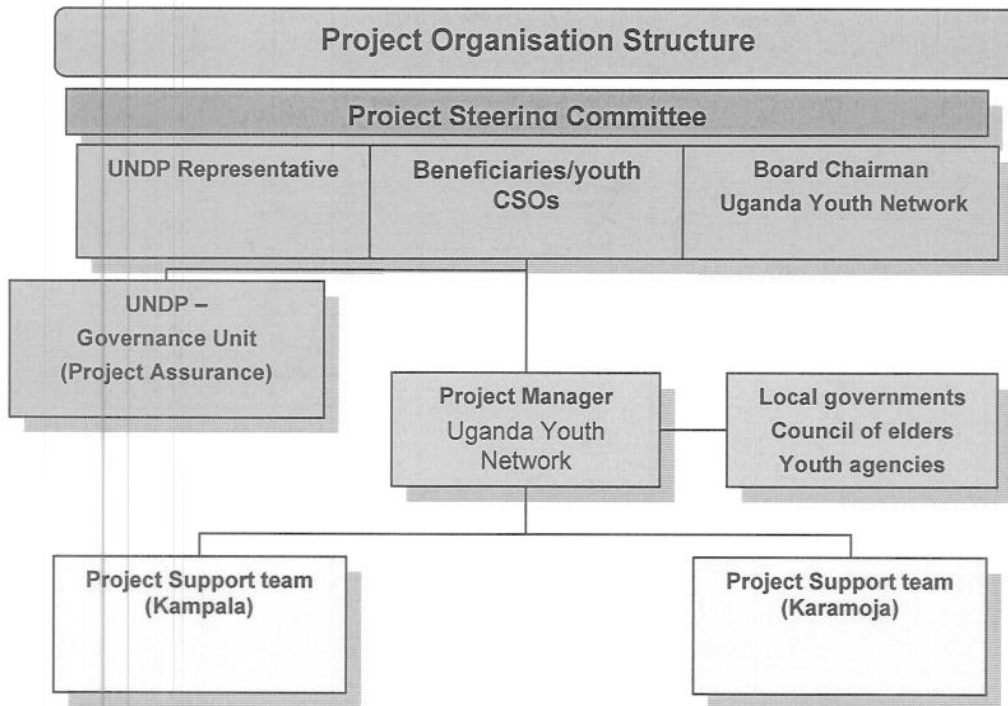 Project Organisation Structure
Project Steering Committee
UNDP Representative
Beneficiaries/youth
CSOs
Board Chairman
Uganda Youth Network
UNDP –
Governance Unit
(Project Assurance)
Project Manager
Uganda Youth
Network
Local governments
Council of elders
Youth agencies
Project Support team
(Kampala)
Project Support team
(Karamoja)